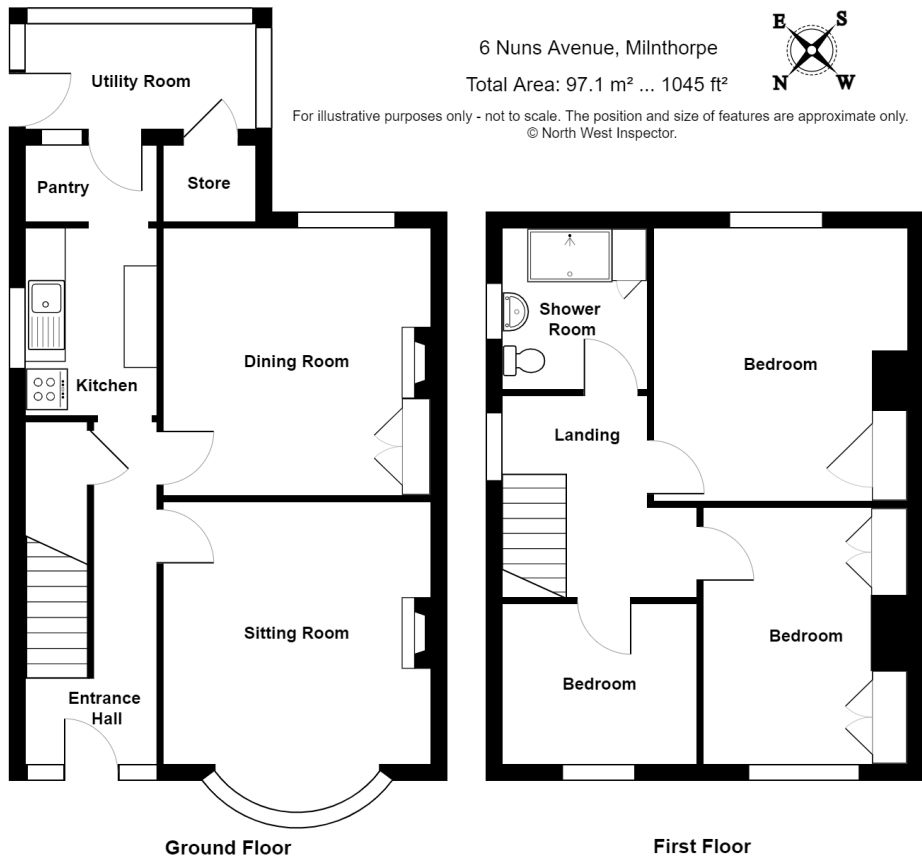 6 Nuns Avenue, Milnthorpe
Total Area: 97.1 m² ... 1045 ft²
For illustrative purposes only - not to scale. The position and size of features are approximate only.
© North West Inspector.
E S
N W
Utility Room
Pantry
Store
Kitchen
Dining Room
Sitting Room
Entrance
Hall
Ground Floor
Shower
Room
Bedroom
Landing
Bedroom
Bedroom
First Floor